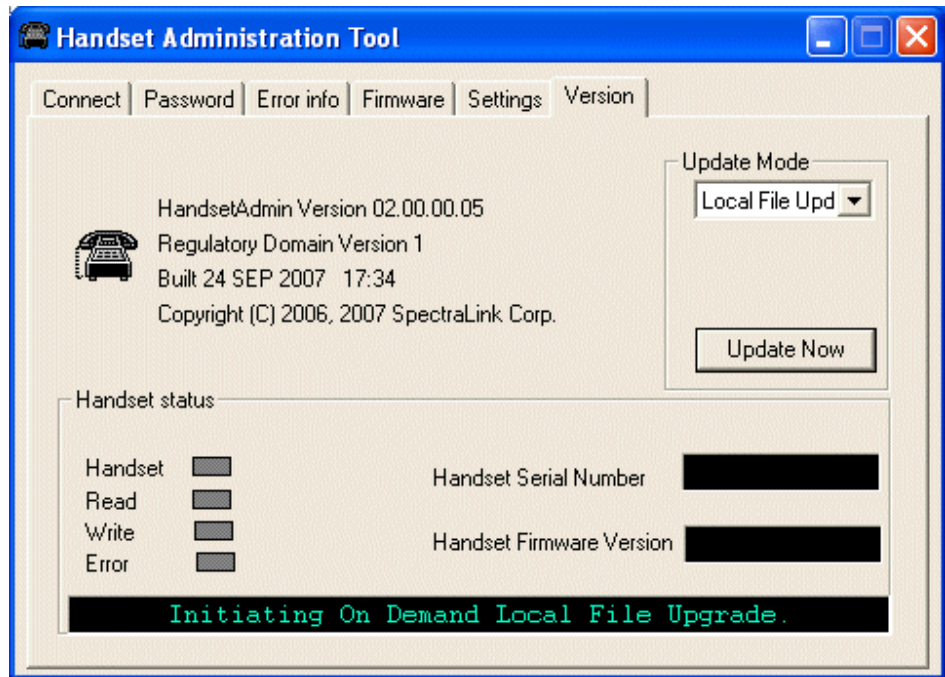 Handset Administration Tool
Connect Password Error info Firmware Settings Version
Update Mode
Local File Upd
HandsetAdmin Version 02.00.00.05
Regulatory Domain Version 1
Built 24 SEP 2007 17:34
Copyright (C) 2006, 2007 SpectraLink Corp.
Update Now
Handset status
Handset
Read
Write
Error
Handset Serial Number
Handset Firmware Version
Initiating On Demand Local File Upgrade.